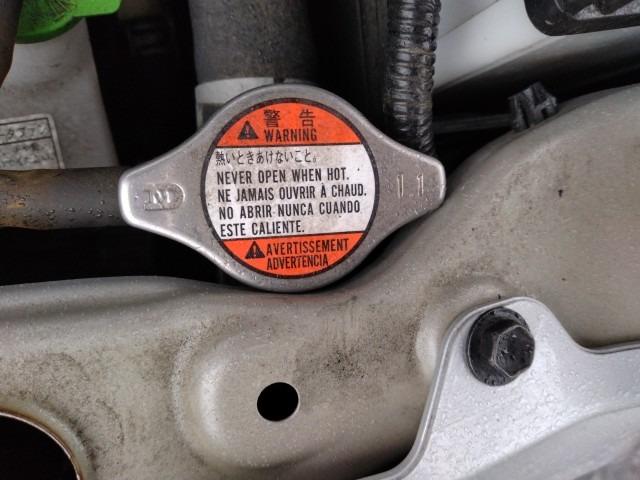 警告
WARNING
熱いときあけないこと。
NEVER OPEN WHEN HOT.
NE JAMAIS OUVRIR À CHAUD.
NO ABRIR NUNCA CUANDO
ESTE CALIENTE.
AVERTISSEMENT
ADVERTENCIA
1.1